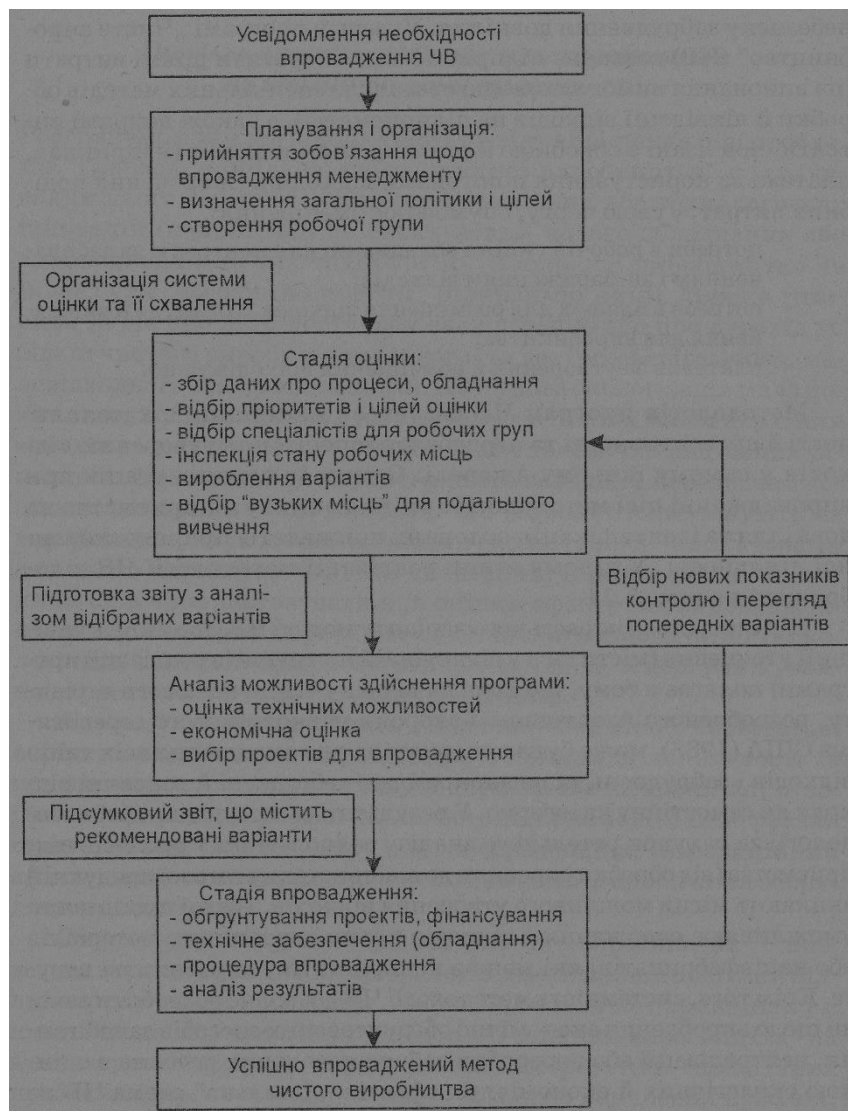 Усвідомлення необхідності
впровадження ЧВ
Планування і організація:
- прийняття зобов’язання щодо
впровадження менеджменту
- визначення загальної політики і цілей
- створення робочої групи
Організація системи
оцінки та її схвалення
Стадія оцінки:
- збір даних про процеси, обладнання
- відбір пріоритетів і цілей оцінки
- відбір спеціалістів для робочих груп
- інспекція стану робочих місць
- вироблення варіантів
- відбір “вузьких місць” для подальшого
вивчення
Підготовка звіту з аналі-
зом відібраних варіантів
Відбір нових показників
контролю і перегляд
попередніх варіантів
Аналіз можливості здійснення програми:
- оцінка технічних можливостей
- економічна оцінка
- вибір проектів для впровадження
Підсумковий звіт, що містить
рекомендовані варіанти
Стадія впровадження:
- обгрунтування проектів, фінансування
- технічне забезпечення (обладнання)
- процедура впровадження
- аналіз результатів
Успішно впроваджений метод
чистого виробництва